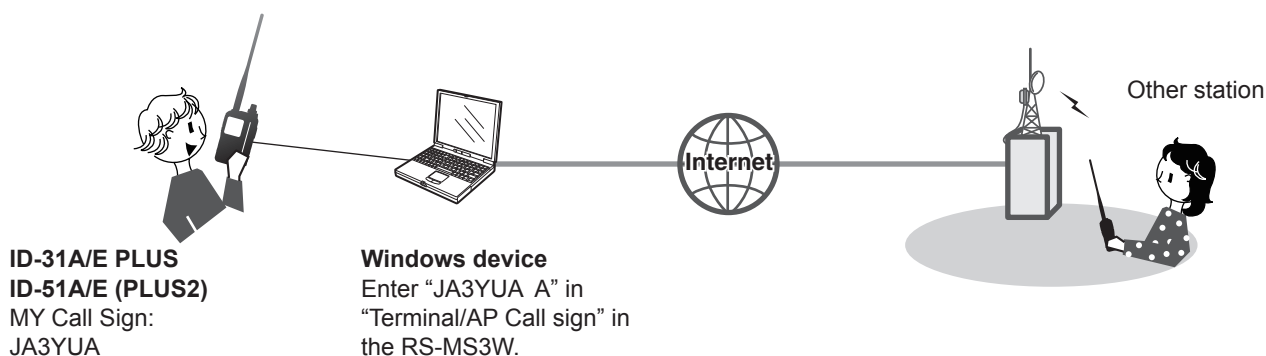 Other station
Internet
ID-31A/E PLUS
ID-51A/E (PLUS2)
MY Call Sign:
JA3YUA
Windows device
Enter “JA3YUA  A” in
“Terminal/AP Call sign” in
the RS-MS3W.